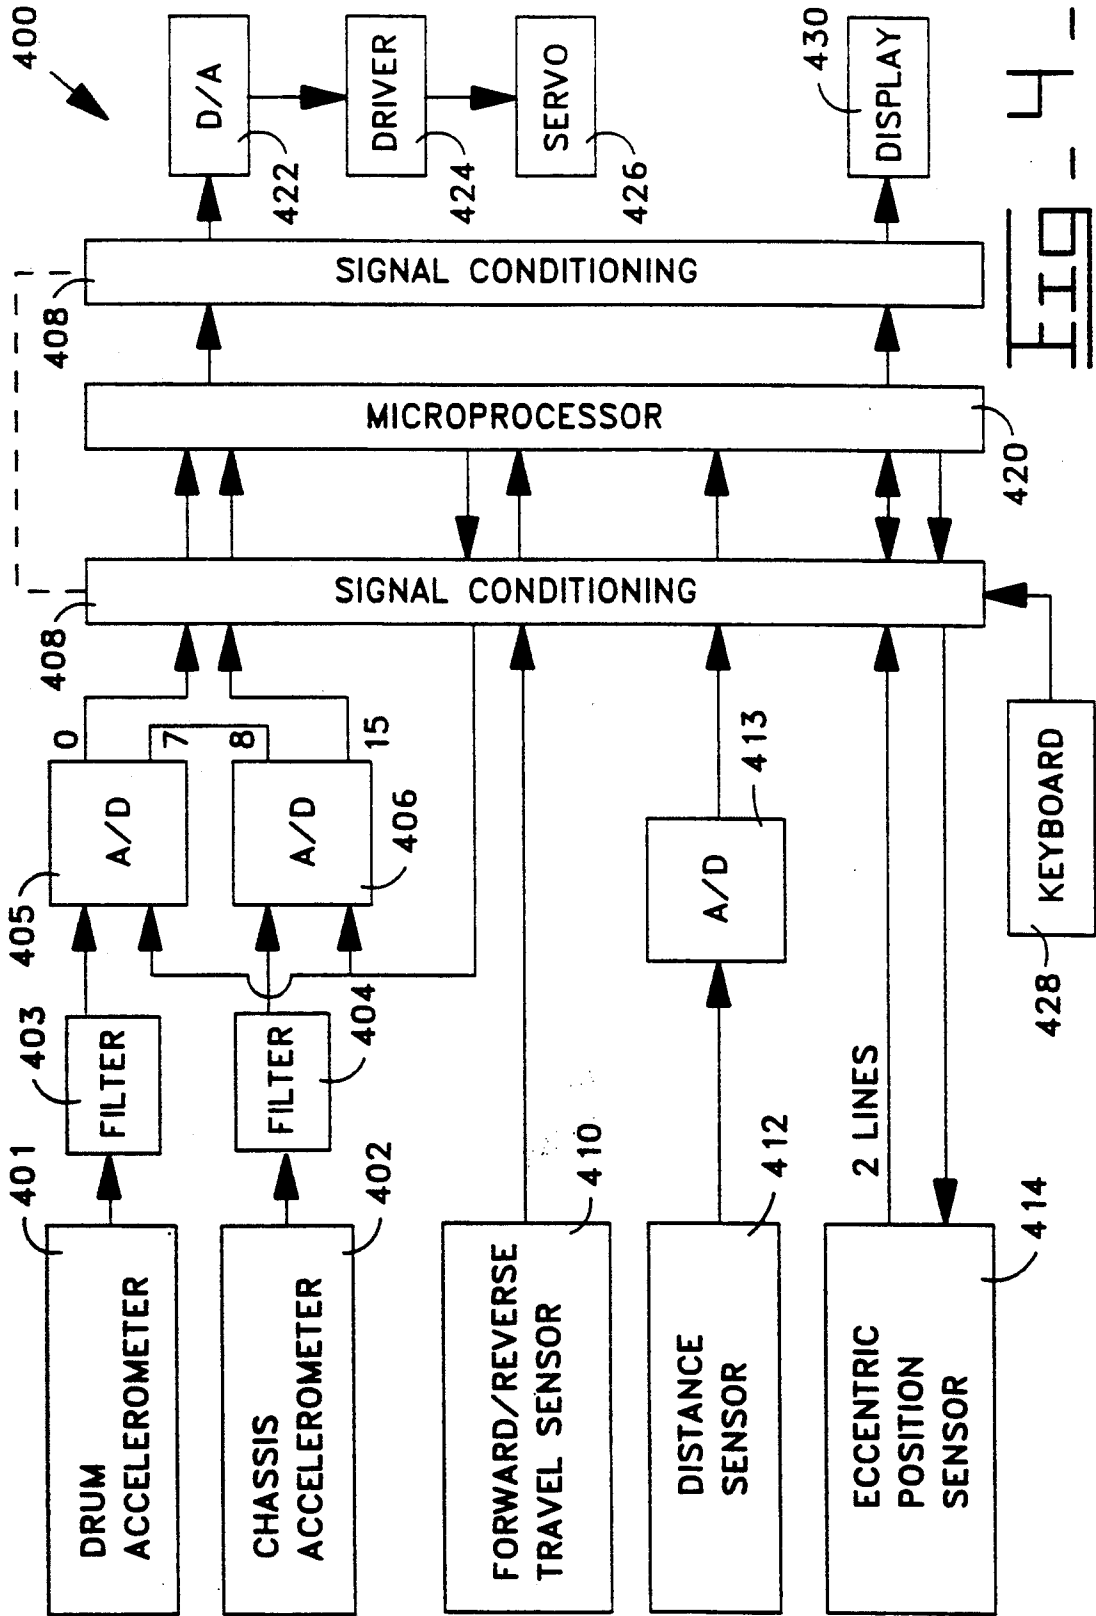 400
401
DRUM
ACCELEROMETER
403
FILTER
405
A/D
0
7
402
CHASSIS
ACCELEROMETER
404
FILTER
406
A/D
8
15
410
FORWARD/REVERSE
TRAVEL SENSOR
412
DISTANCE
SENSOR
413
A/D
414
ECCENTRIC
POSITION
SENSOR
2 LINES
428
KEYBOARD
408
SIGNAL CONDITIONING
MICROPROCESSOR
420
408
SIGNAL CONDITIONING
D/A
422
DRIVER
424
SERVO
426
430
DISPLAY
FIG - 4 -